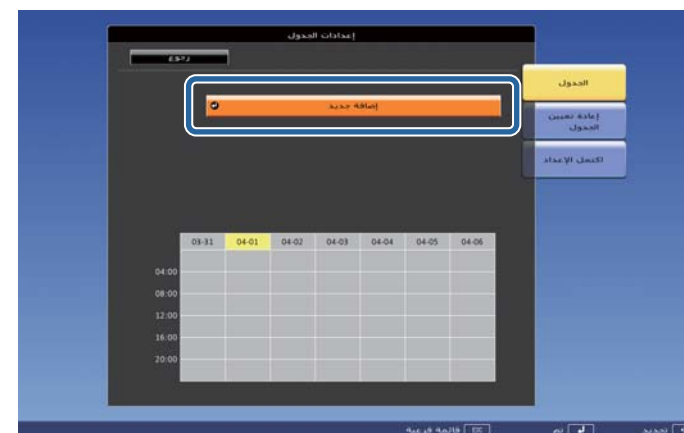 إعدادات الجدول
رجوع
الجدول
إضافة جديد
إعادة تعيين
الجدول
اكتمل الإعداد
03-31 04-01 04-02 04-03 04-04 04-05 04-06
04:00
08:00
12:00
16:00
20:00
تحديد تم قائمة فرعية